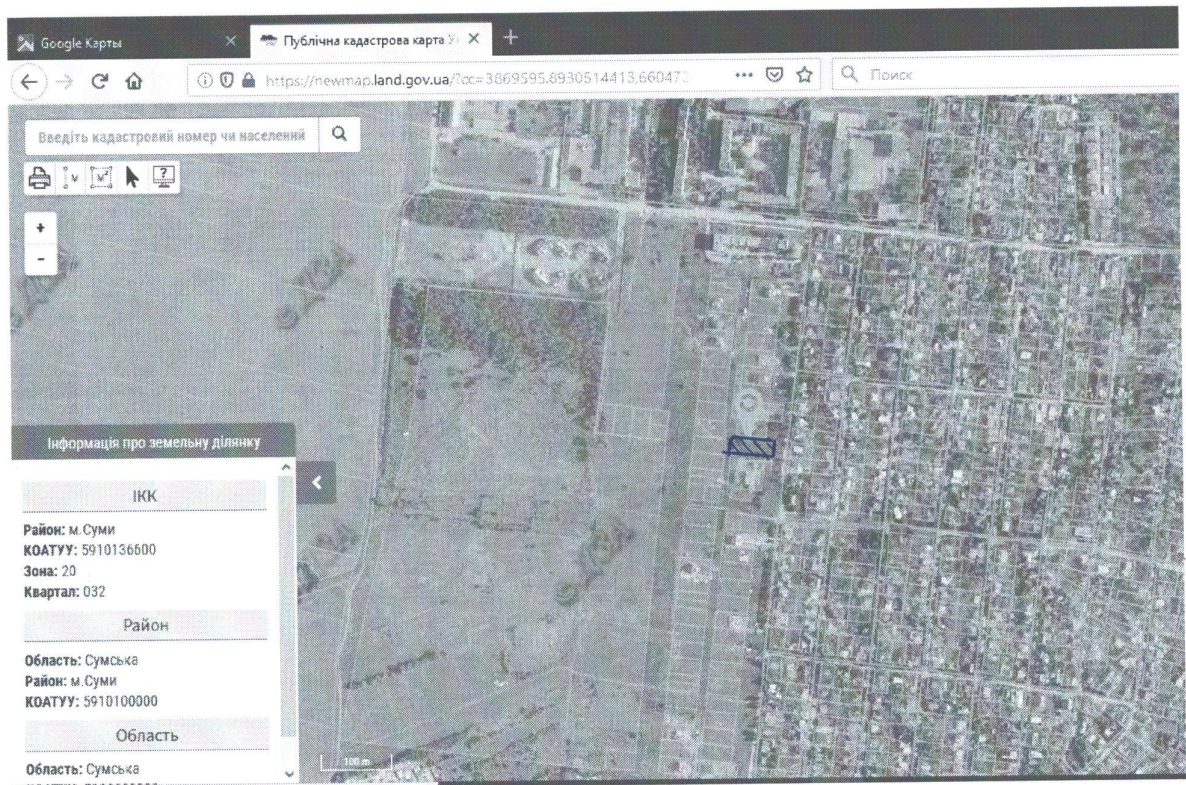 Google Карты
Публічна кадастрова карта У
https://newmap.land.gov.ua/?cc=3869595.8930514413,660473
Поиск
Введіть кадастровий номер чи населений
+
-
Інформація про земельну ділянку
ІКК
Район: м.Суми
КОАТУУ: 5910136600
Зона: 20
Квартал: 032
Район
Область: Сумська
Район: м.Суми
КОАТУУ: 5910100000
Область
Область: Сумська
100 m